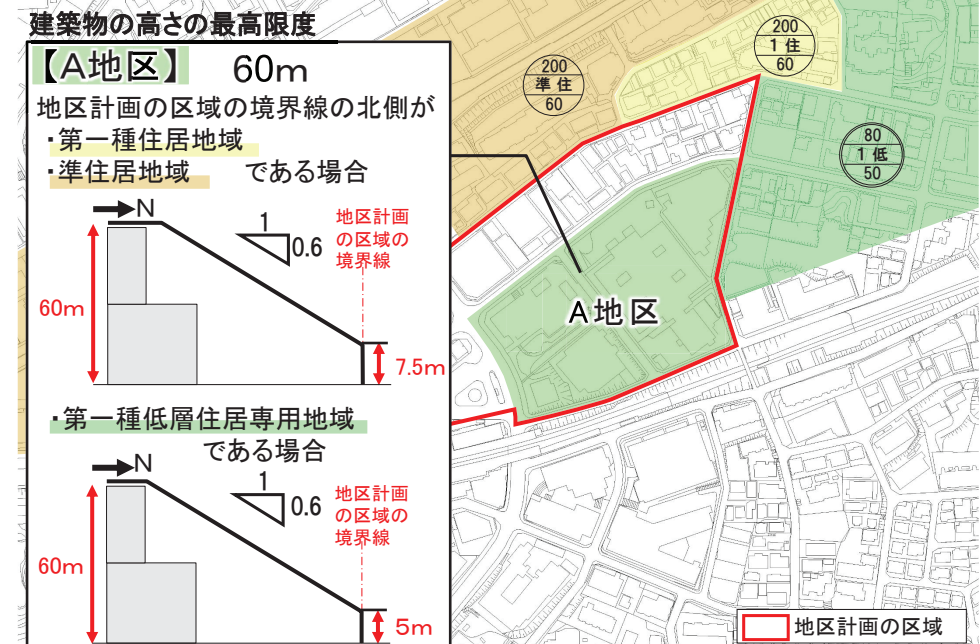 建築物の高さの最高限度
【A地区】 60m
地区計画の区域の境界線の北側が
・第一種住居地域
・準住居地域 である場合
N
1
0.6
地区計画
の区域の
境界線
60m
7.5m
・第一種低層住居専用地域
である場合
N
1
0.6
地区計画
の区域の
境界線
60m
5m
200
準住
60
200
1住
60
80
1低
50
A地区
地区計画の区域